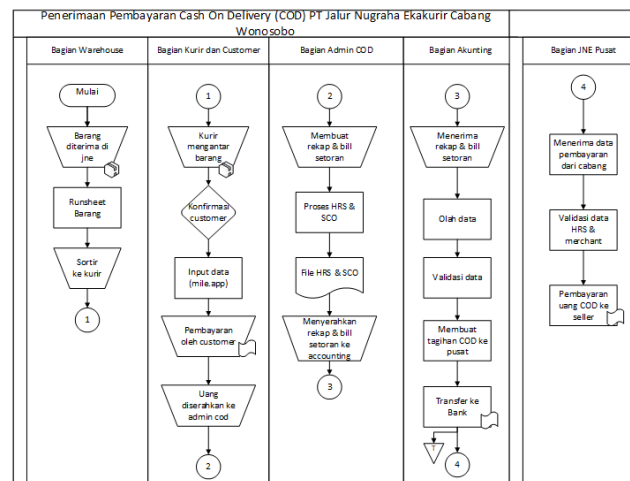 Penerimaan Pembayaran Cash On Delivery (COD) PT Jalur Nugraha Ekakurir Cabang
Wonosobo
Bagian Warehouse
Bagian Kurir dan Customer
Bagian Admin COD
Bagian Akunting
Bagian JNE Pusat
Mulai
Barang
diterima di
jne
Runsheet
Barang
Sortir
ke kurir
1
1
Kurir
mengantar
barang
Konfirmasi
customer
Input data
(mile.app)
Pembayaran
oleh customer
Uang
diserahkan ke
admin cod
2
2
Membuat
rekap & bill
setoran
Proses HRS &
SCO
File HRS & SCO
Menyerahkan
rekap & bill
setoran ke
accounting
3
3
Menerima
rekap & bill
setoran
Olah data
Validasi data
Membuat
tagihan COD ke
pusat
Transfer ke
Bank
4
4
Menerima data
pembayaran
dari cabang
Validasi data
HRS &
merchant
Pembayaran
uang COD ke
seller